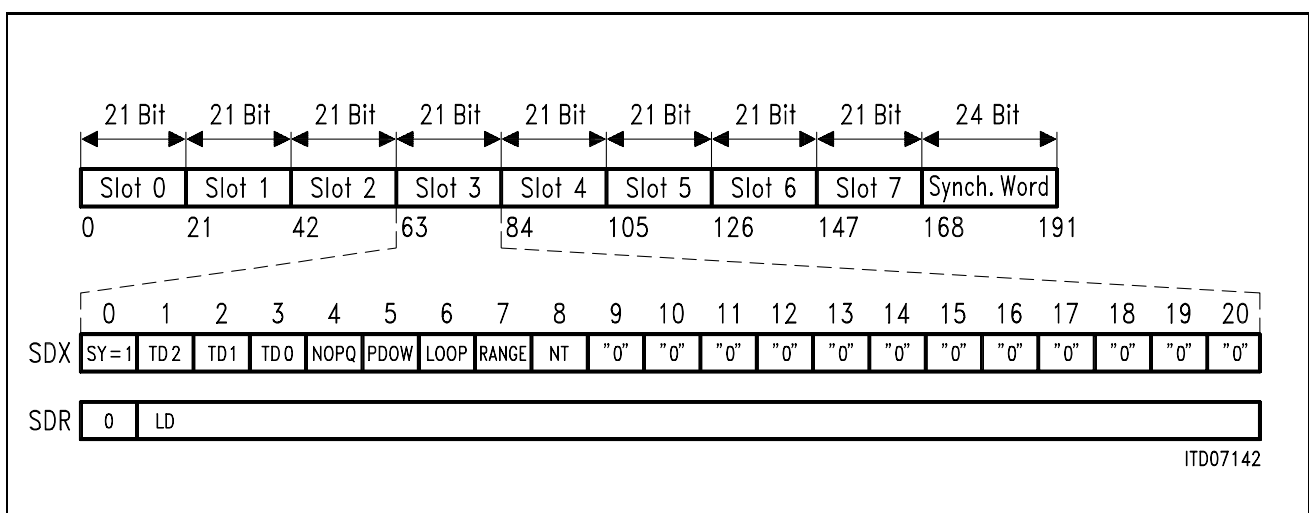 21 Bit 21 Bit 21 Bit 21 Bit 21 Bit 21 Bit 21 Bit 21 Bit 24 Bit
Slot 0 Slot 1 Slot 2 Slot 3 Slot 4 Slot 5 Slot 6 Slot 7 Synch. Word
0 21 42 63 84 105 126 147 168 191
0 1 2 3 4 5 6 7 8 9 10 11 12 13 14 15 16 17 18 19 20
SDX SY=1 TD2 TD1 TD0 NOPQ PDOW LOOP RANGE NT "0" "0" "0" "0" "0" "0" "0" "0" "0" "0" "0" "0"
SDR 0 LD
ITD07142